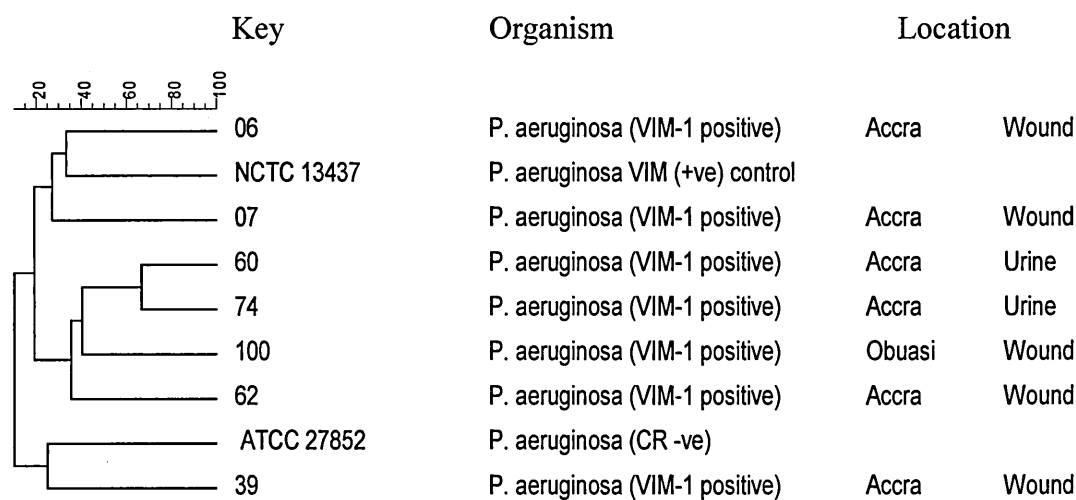 Key Organism Location
20 40 60 80 100
06 P. aeruginosa (VIM-1 positive) Accra Wound
NCTC 13437 P. aeruginosa VIM (+ve) control
07 P. aeruginosa (VIM-1 positive) Accra Wound
60 P. aeruginosa (VIM-1 positive) Accra Urine
74 P. aeruginosa (VIM-1 positive) Accra Urine
100 P. aeruginosa (VIM-1 positive) Obuasi Wound
62 P. aeruginosa (VIM-1 positive) Accra Wound
ATCC 27852 P. aeruginosa (CR -ve)
39 P. aeruginosa (VIM-1 positive) Accra Wound